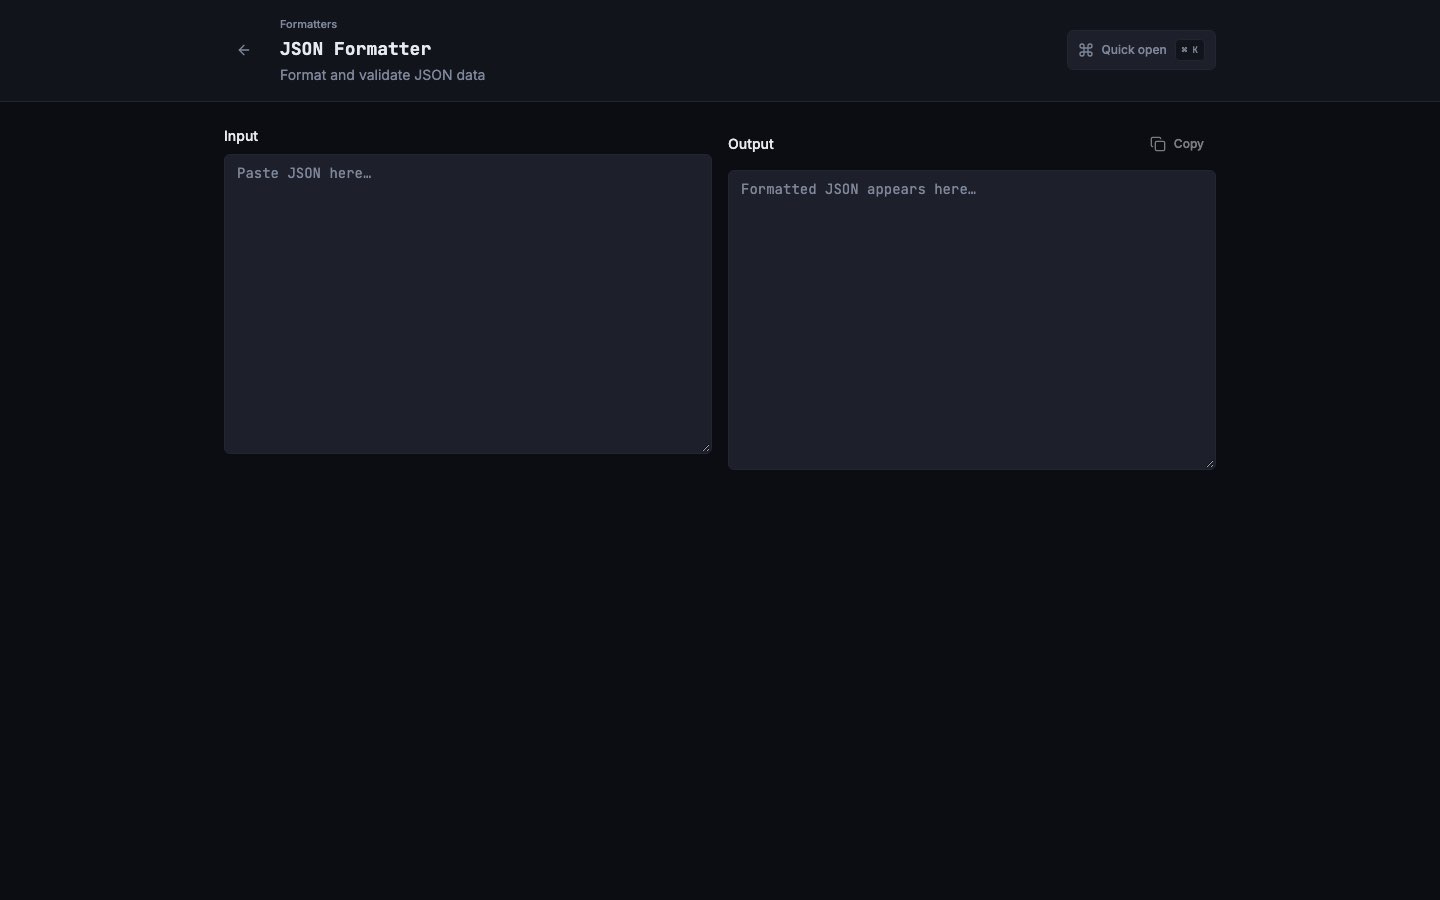 Formatters
JSON Formatter
Format and validate JSON data
Quick open ⌘ K
Input
Paste JSON here…
Output
Copy
Formatted JSON appears here…